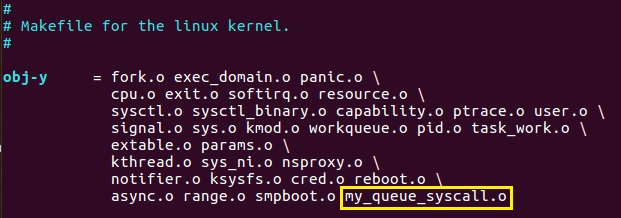 #
# Makefile for the linux kernel.
#
obj-y = fork.o exec_domain.o panic.o \
cpu.o exit.o softirq.o resource.o \
sysctl.o sysctl_binary.o capability.o ptrace.o user.o \
signal.o sys.o kmod.o workqueue.o pid.o task_work.o \
extable.o params.o \
kthread.o sys_ni.o nsproxy.o \
notifier.o ksysfs.o cred.o reboot.o \
async.o range.o smpboot.o my_queue_syscall.o